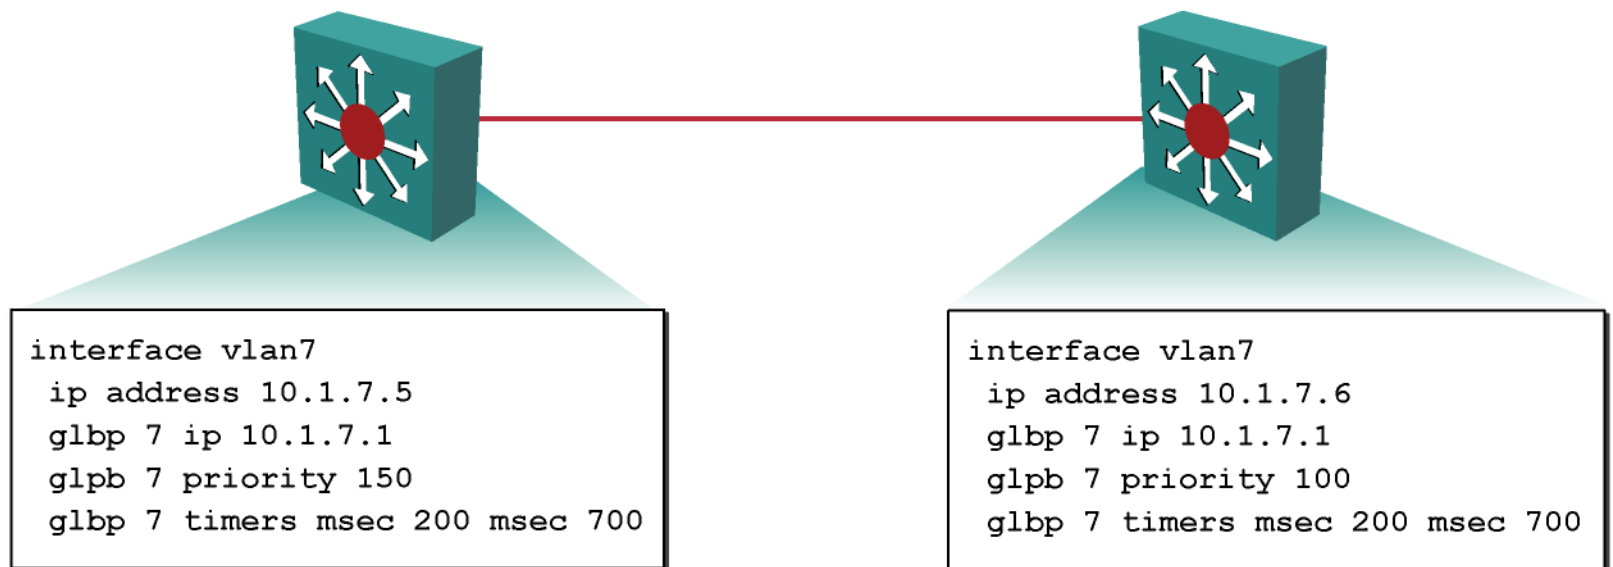 interface vlan7
ip address 10.1.7.5
glbp 7 ip 10.1.7.1
glpb 7 priority 150
glbp 7 timers msec 200 msec 700
interface vlan7
ip address 10.1.7.6
glbp 7 ip 10.1.7.1
glpb 7 priority 100
glbp 7 timers msec 200 msec 700